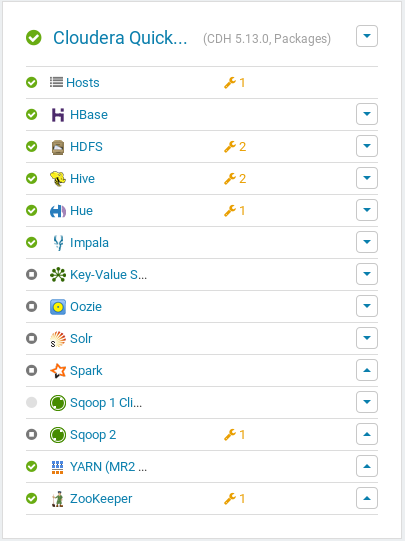 Cloudera Quick... (CDH 5.13.0, Packages)
Hosts 1
HBase
HDFS 2
Hive 2
Hue 1
Impala
Key-Value S...
Oozie
Solr
Spark
Sqoop 1 Cli...
Sqoop 2 1
YARN (MR2 ...
ZooKeeper 1